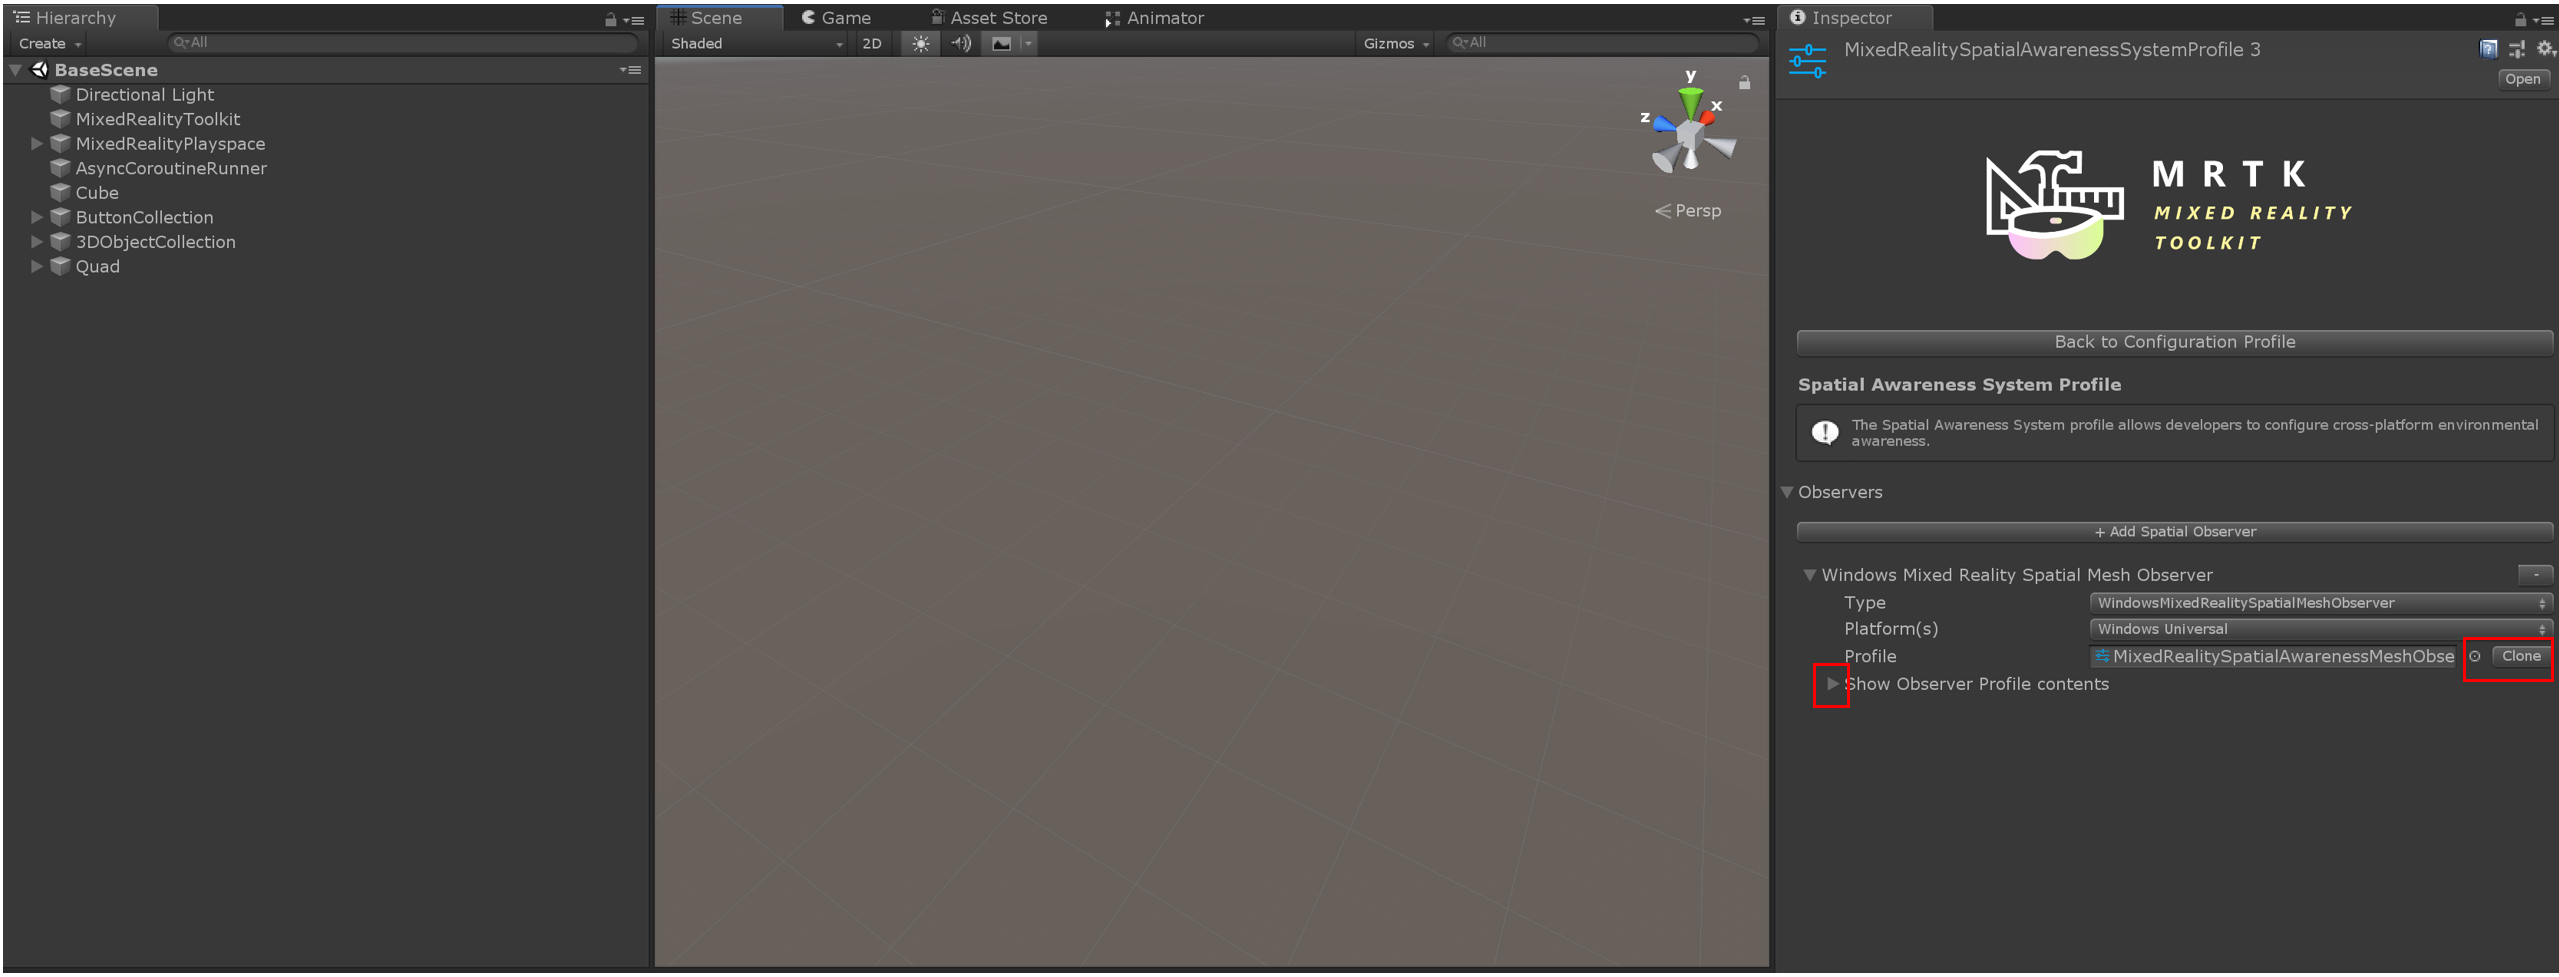 Hierarchy
Create
All
BaseScene
Directional Light
MixedRealityToolkit
MixedRealityPlayspace
AsyncCoroutineRunner
Cube
ButtonCollection
3DObjectCollection
Quad
Scene
Game
Asset Store
Animator
Shaded
2D
Gizmos
All
y
x
z
Persp
Inspector
MixedRealitySpatialAwarenessSystemProfile 3
Open
MRTK
MIXED REALITY
TOOLKIT
Back to Configuration Profile
Spatial Awareness System Profile
The Spatial Awareness System profile allows developers to configure cross-platform environmental
awareness.
Observers
+ Add Spatial Observer
Windows Mixed Reality Spatial Mesh Observer
-
Type
WindowsMixedRealitySpatialMeshObserver
Platform(s)
Windows Universal
Profile
MixedRealitySpatialAwarenessMeshObse
Clone
Show Observer Profile contents